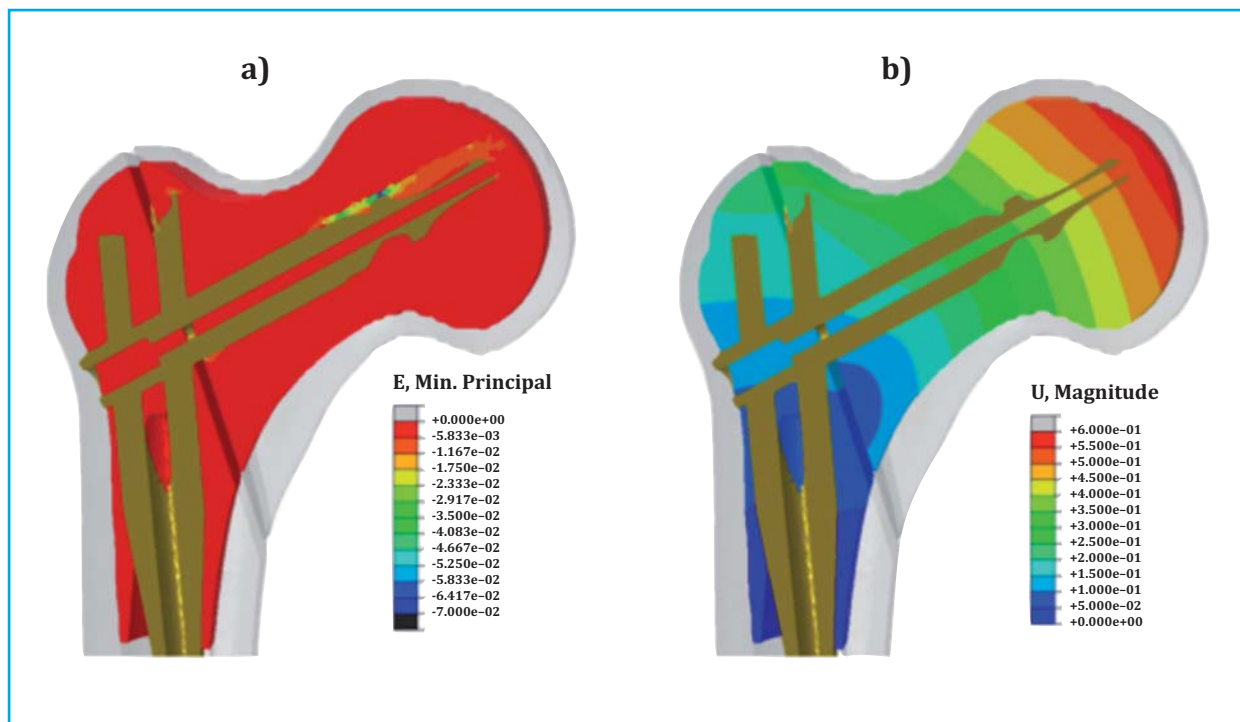 a)
E, Min. Principal
+0.000e+00
-5.833e-03
-1.167e-02
-1.750e-02
-2.333e-02
-2.917e-02
-3.500e-02
-4.083e-02
-4.667e-02
-5.250e-02
-5.833e-02
-6.417e-02
-7.000e-02
b)
U, Magnitude
+6.000e-01
+5.500e-01
+5.000e-01
+4.500e-01
+4.000e-01
+3.500e-01
+3.000e-01
+2.500e-01
+2.000e-01
+1.500e-01
+1.000e-01
+5.000e-02
+0.000e+00